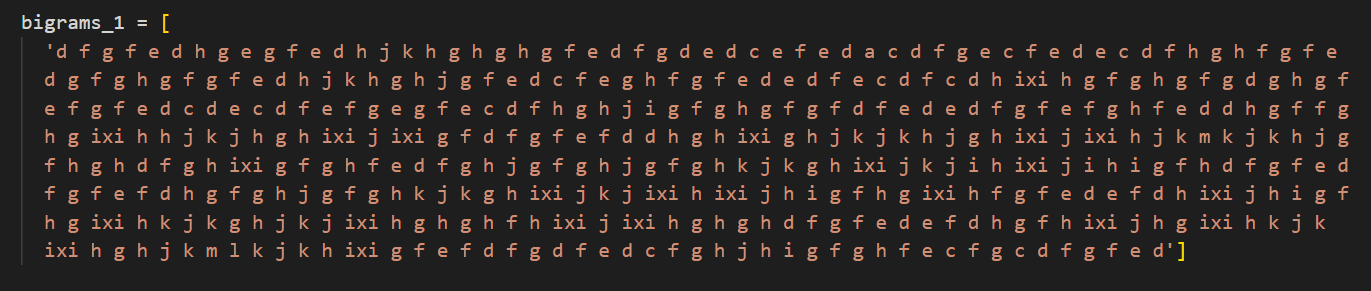 bigrams_1 = [
'd f g f e d h g e g f e d h j k h g h g h g f e d f g d e d c e f e d a c d f g e c f e d e c d f h g h f g f e
d g f g h g f g f e d h j k h g h j g f e d c f e g h f g f e d e d f e c d f c d h ixi h g f g h g f g d g h g f
e f g f e d c d e c d f e f g e g f e c d f h g h j i g f g h g f g f d f e d e d f g f e f g h f e d d h g f f g
h g ixi h h j k j h g h ixi j ixi g f d f g f e f d d h g h ixi g h j k j k h j g h ixi j ixi h j k m k j k h j g
f h g h d f g h ixi g f g h f e d f g h j g f g h j g f g h k j k g h ixi j k j i h ixi j i h i g f h d f g f e d
f g f e f d h g f g h j g f g h k j k g h ixi j k j ixi h ixi j h i g f h g ixi h f g f e d e f d h ixi j h i g f
h g ixi h k j k g h j k j ixi h g h g h f h ixi j ixi h g h g h d f g f e d e f d h g f h ixi j h g ixi h k j k
ixi h g h j k m l k j k h ixi g f e f d f g d f e d c f g h j h i g f g h f e c f g c d f g f e d']